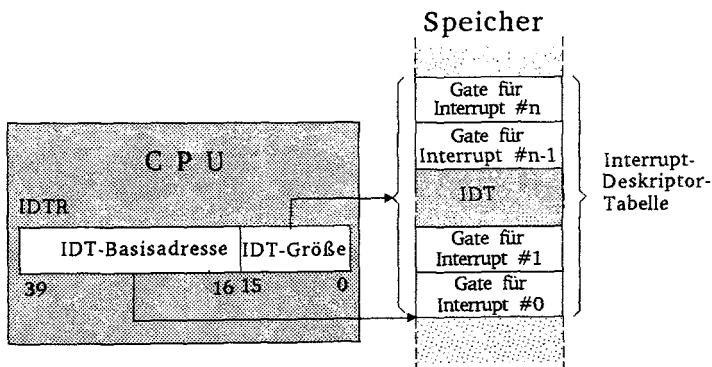 Speicher
Gate für
Interrupt #n
Gate für
Interrupt #n-1
IDT
Gate für
Interrupt #1
Gate für
Interrupt #0
Interrupt-
Deskriptor-
Tabelle
C P U
IDTR
IDT-Basisadresse
IDT-Größe
39
16
15
0